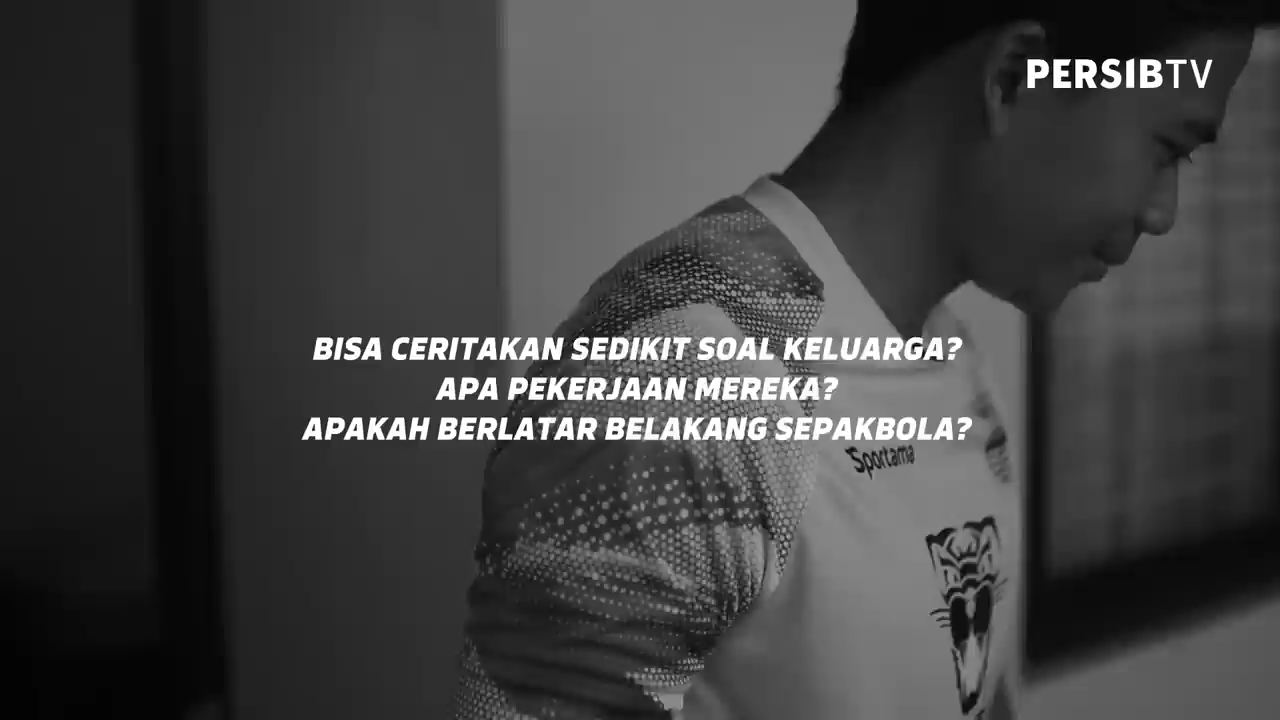 PERSIBTV
BISA CERITAKAN SEDIKIT SOAL KELUARGA?
APA PEKERJAAN MEREKA?
APAKAH BERLATAR BELAKANG SEPAKBOLA?
Sportama